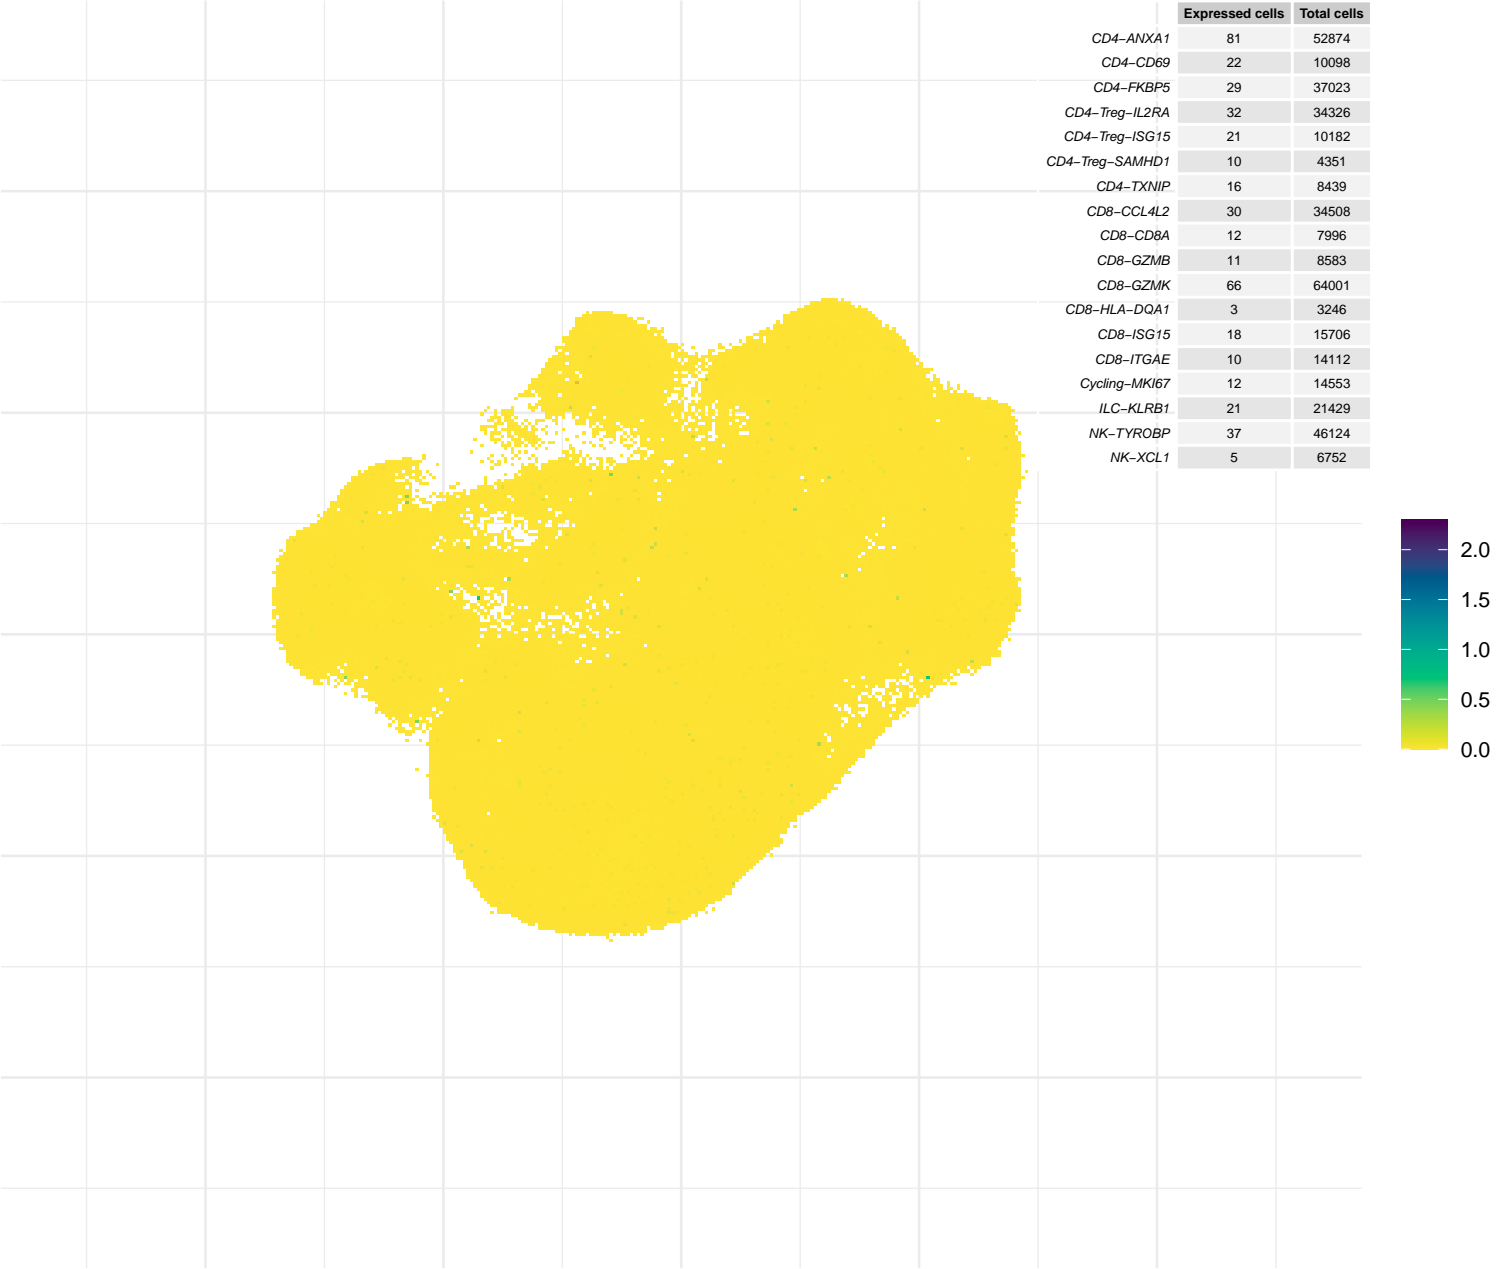 Expressed cells Total cells
CD4−ANXA1 81 52874
CD4−CD69 22 10098
CD4−FKBP5 29 37023
CD4−Treg−IL2RA 32 34326
CD4−Treg−ISG15 21 10182
CD4−Treg−SAMHD1 10 4351
CD4−TXNIP 16 8439
CD8−CCL4L2 30 34508
CD8−CD8A 12 7996
CD8−GZMB 11 8583
CD8−GZMK 66 64001
CD8−HLA−DQA1 3 3246
CD8−ISG15 18 15706
CD8−ITGAE 10 14112
Cycling−MKI67 12 14553
ILC−KLRB1 21 21429
NK−TYROBP 37 46124
NK−XCL1 5 6752
2.0
1.5
1.0
0.5
0.0